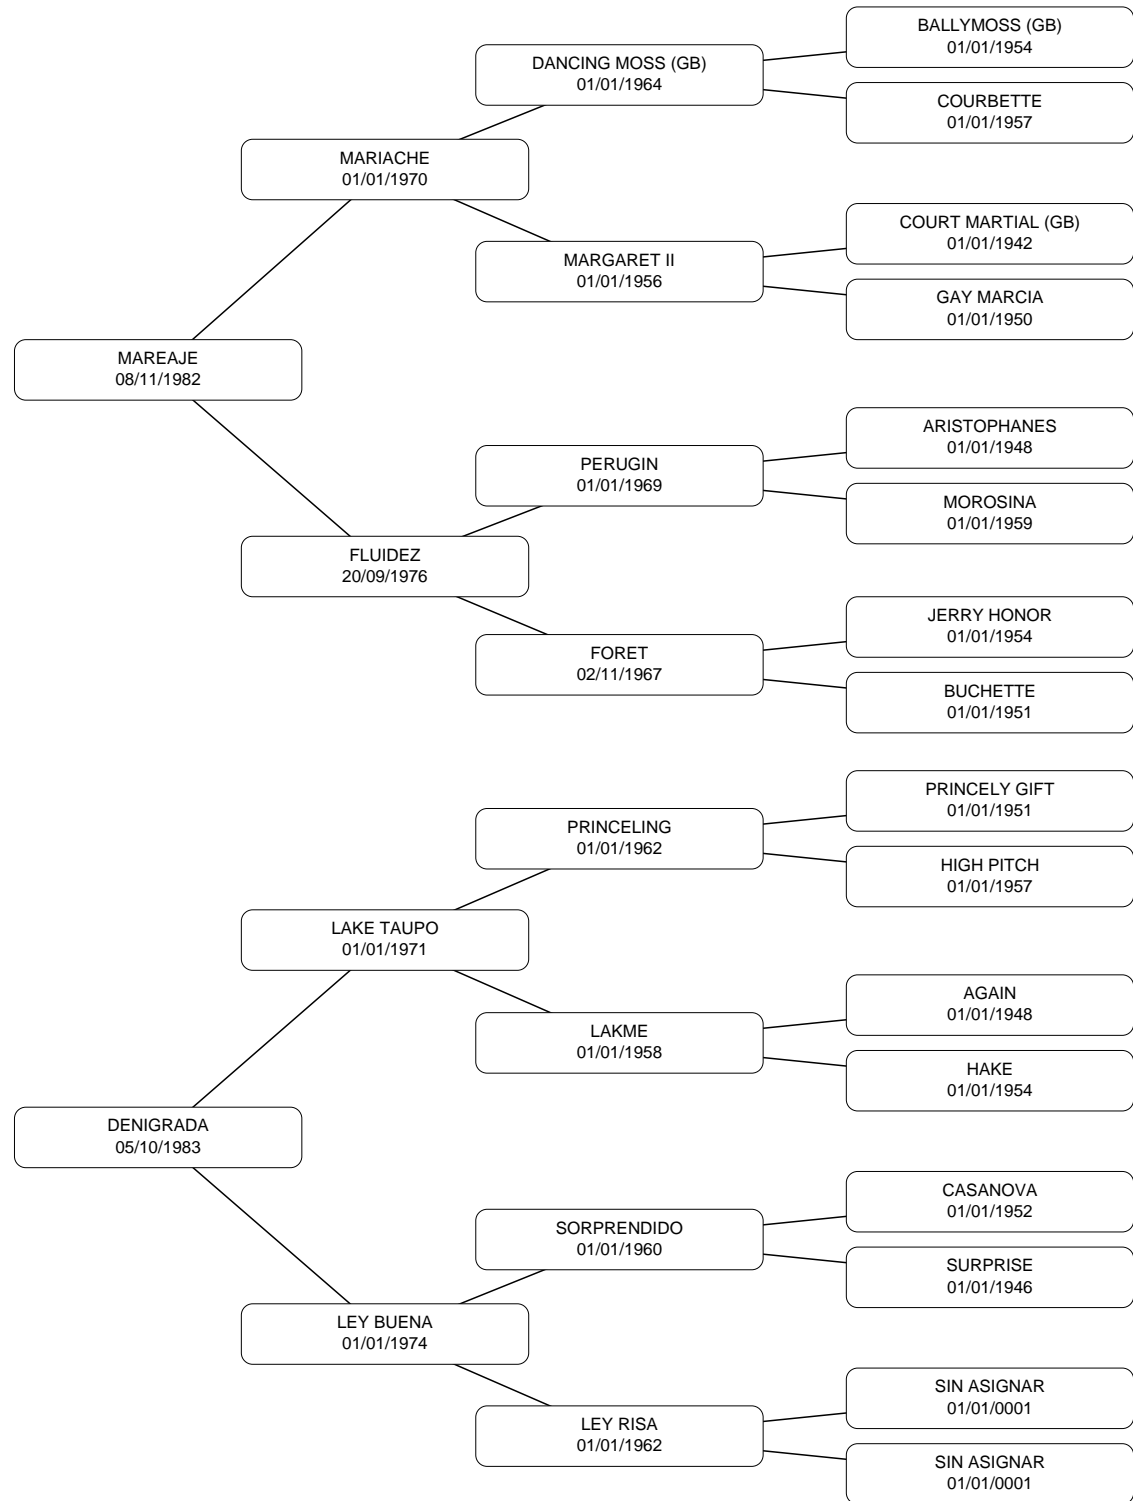 BALLYMOSS (GB)
01/01/1954
DANCING MOSS (GB)
01/01/1964
COURBETTE
01/01/1957
MARIACHE
01/01/1970
COURT MARTIAL (GB)
01/01/1942
MARGARET II
01/01/1956
GAY MARCIA
01/01/1950
MAREAJE
08/11/1982
ARISTOPHANES
01/01/1948
PERUGIN
01/01/1969
MOROSINA
01/01/1959
FLUIDEZ
20/09/1976
JERRY HONOR
01/01/1954
FORET
02/11/1967
BUCHETTE
01/01/1951
PRINCELY GIFT
01/01/1951
PRINCELING
01/01/1962
HIGH PITCH
01/01/1957
LAKE TAUPO
01/01/1971
AGAIN
01/01/1948
LAKME
01/01/1958
HAKE
01/01/1954
DENIGRADA
05/10/1983
CASANOVA
01/01/1952
SORPRENDIDO
01/01/1960
SURPRISE
01/01/1946
LEY BUENA
01/01/1974
SIN ASIGNAR
01/01/0001
LEY RISA
01/01/1962
SIN ASIGNAR
01/01/0001